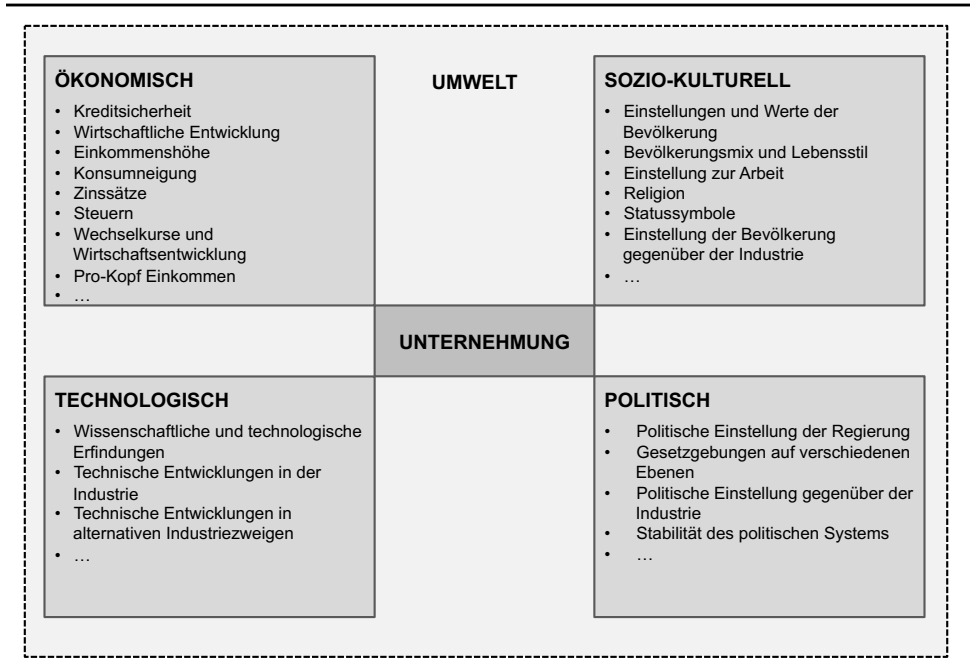 ÖKONOMISCH
• Kreditsicherheit
• Wirtschaftliche Entwicklung
• Einkommenshöhe
• Konsumneigung
• Zinssätze
• Steuern
• Wechselkurse und
Wirtschaftsentwicklung
• Pro-Kopf Einkommen
• …
UMWELT
SOZIO-KULTURELL
• Einstellungen und Werte der
Bevölkerung
• Bevölkerungsmix und Lebensstil
• Einstellung zur Arbeit
• Religion
• Statussymbole
• Einstellung der Bevölkerung
gegenüber der Industrie
• …
UNTERNEHMUNG
TECHNOLOGISCH
• Wissenschaftliche und technologische
Erfindungen
• Technische Entwicklungen in der
Industrie
• Technische Entwicklungen in
alternativen Industriezweigen
• …
POLITISCH
• Politische Einstellung der Regierung
• Gesetzgebungen auf verschiedenen
Ebenen
• Politische Einstellung gegenüber der
Industrie
• Stabilität des politischen Systems
• …